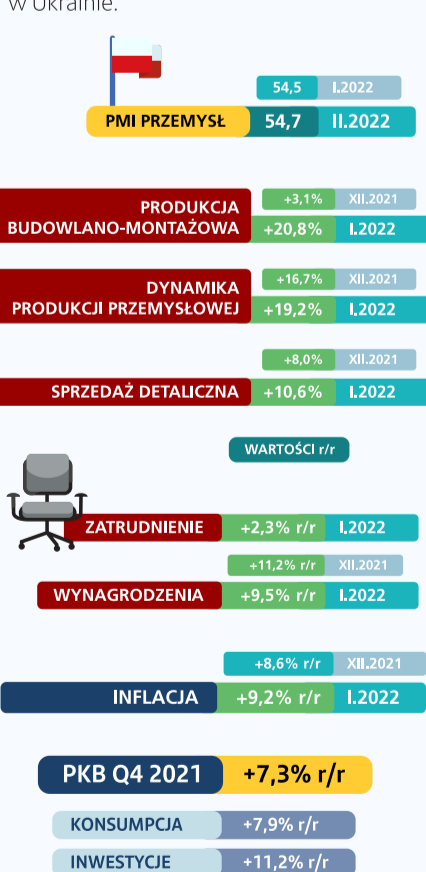 w Ukrainie.
54,5 I.2022
PMI PRZEMYSŁ 54,7 II.2022
+3,1% XII.2021
PRODUKCJA
BUDOWLANO-MONTAŻOWA +20,8% I.2022
+16,7% XII.2021
DYNAMIKA
PRODUKCJI PRZEMYSŁOWEJ +19,2% I.2022
+8,0% XII.2021
SPRZEDAŻ DETALICZNA +10,6% I.2022
WARTOŚCI r/r
ZATRUDNIENIE +2,3% r/r I.2022
+11,2% r/r XII.2021
WYNAGRODZENIA +9,5% r/r I.2022
+8,6% r/r XII.2021
INFLACJA +9,2% r/r I.2022
PKB Q4 2021 +7,3% r/r
KONSUMPCJA +7,9% r/r
INWESTYCJE +11,2% r/r